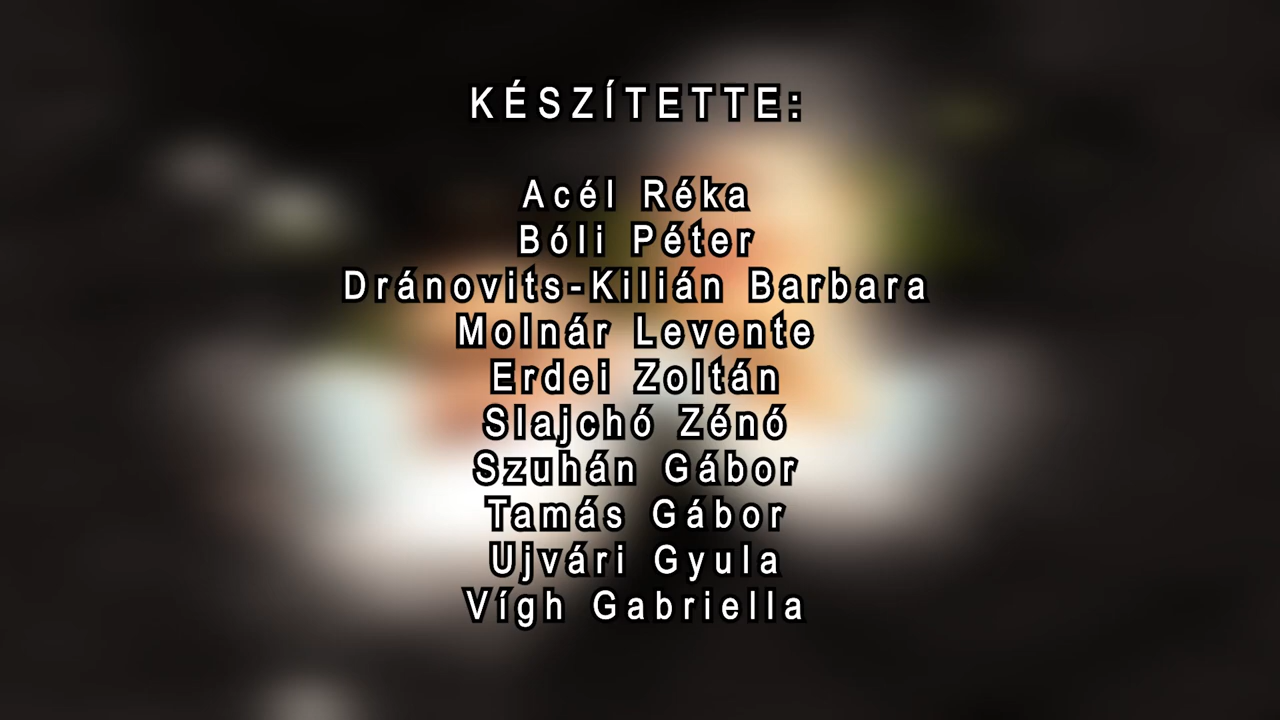 KÉSZÍTETTE:
Acél Réka
Bóli Péter
Dránovits-Kilián Barbara
Molnár Levente
Erdei Zoltán
Slajchó Zénó
Szuhán Gábor
Tamás Gábor
Ujvári Gyula
Vígh Gabriella